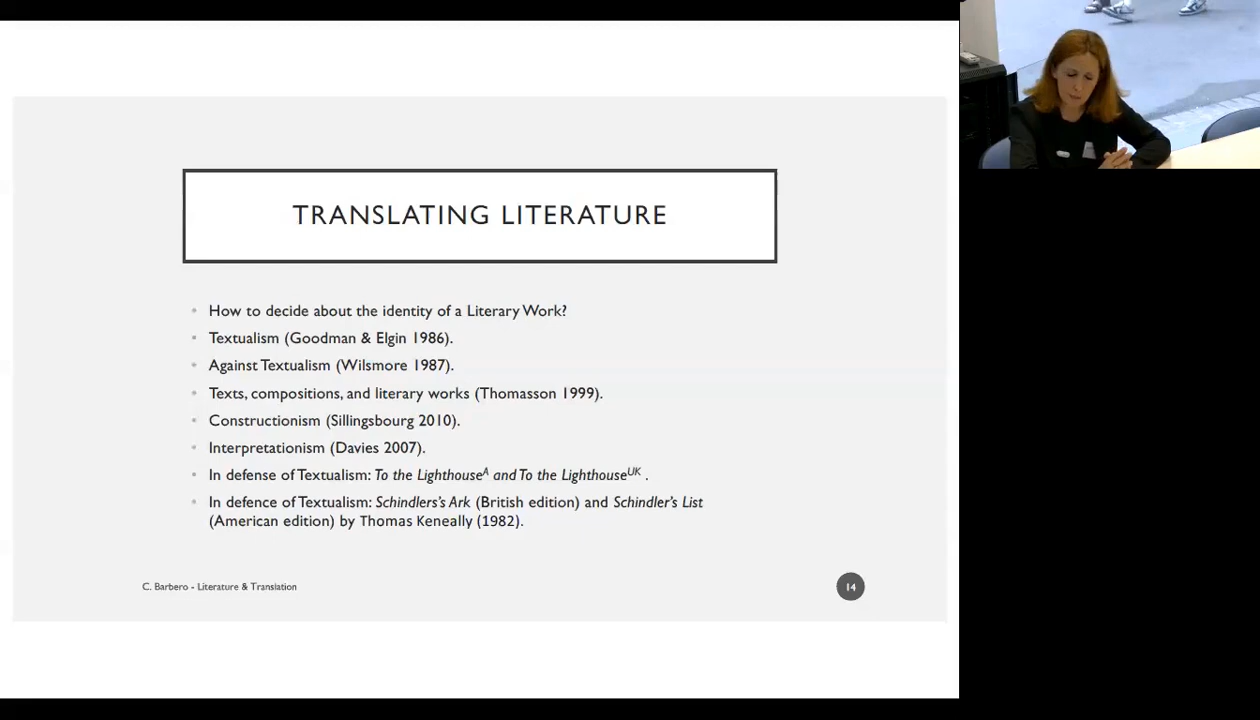 TRANSLATING LITERATURE
How to decide about the identity of a Literary Work?
Textualism (Goodman & Elgin 1986).
Against Textualism (Wilsmore 1987).
Texts, compositions, and literary works (Thomasson 1999).
Constructionism (Sillingsbourg 2010).
Interpretationism (Davies 2007).
In defense of Textualism: To the Lighthouse^A and To the Lighthouse^UK .
In defence of Textualism: Schindlers's Ark (British edition) and Schindler's List
(American edition) by Thomas Keneally (1982).
C. Barbero - Literature & Translation
14